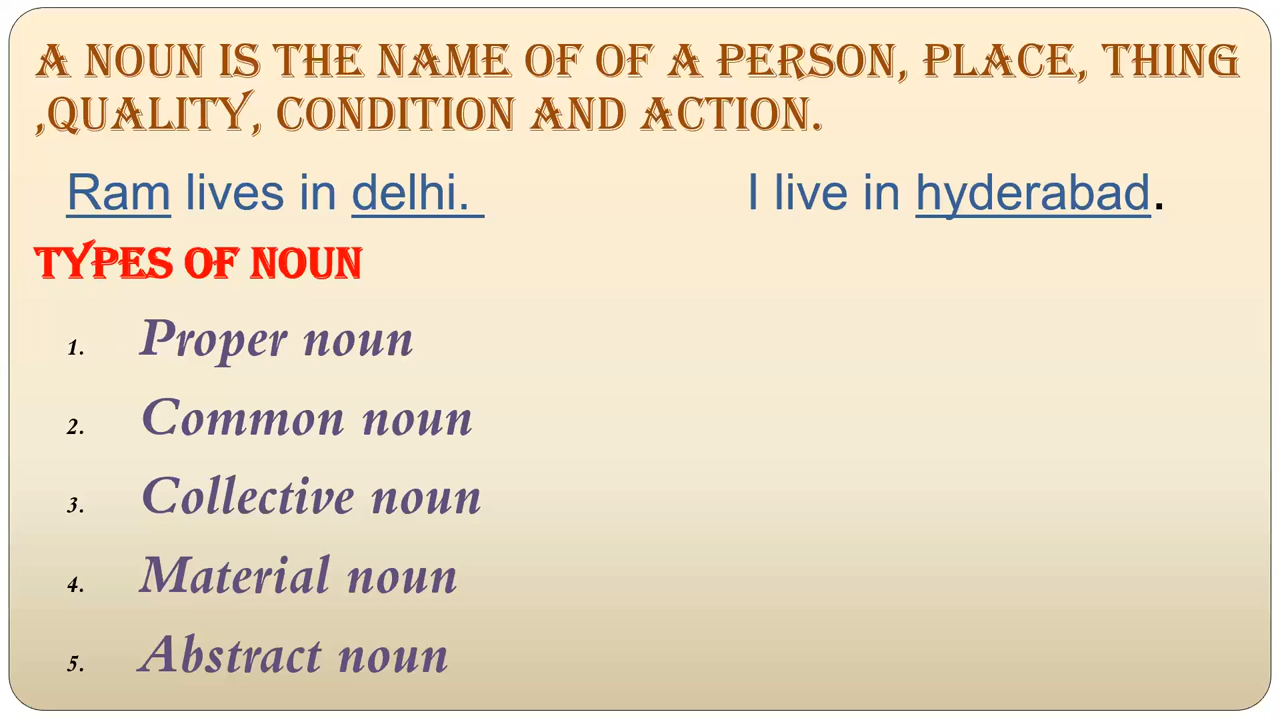 A NOUN IS THE NAME OF OF A PERSON, PLACE, THING
,QUALITY, CONDITION AND ACTION.
Ram lives in delhi. I live in hyderabad.
TYPES OF NOUN
1. Proper noun
2. Common noun
3. Collective noun
4. Material noun
5. Abstract noun